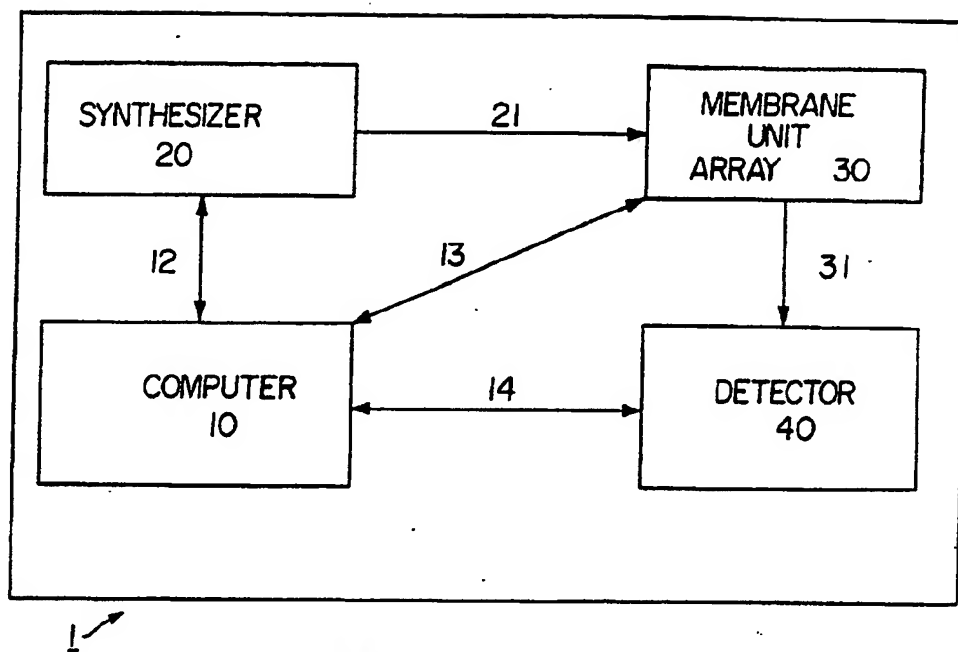 SYNTHESIZER
20
21
MEMBRANE
UNIT
ARRAY 30
12
13
31
COMPUTER
10
14
DETECTOR
40
1